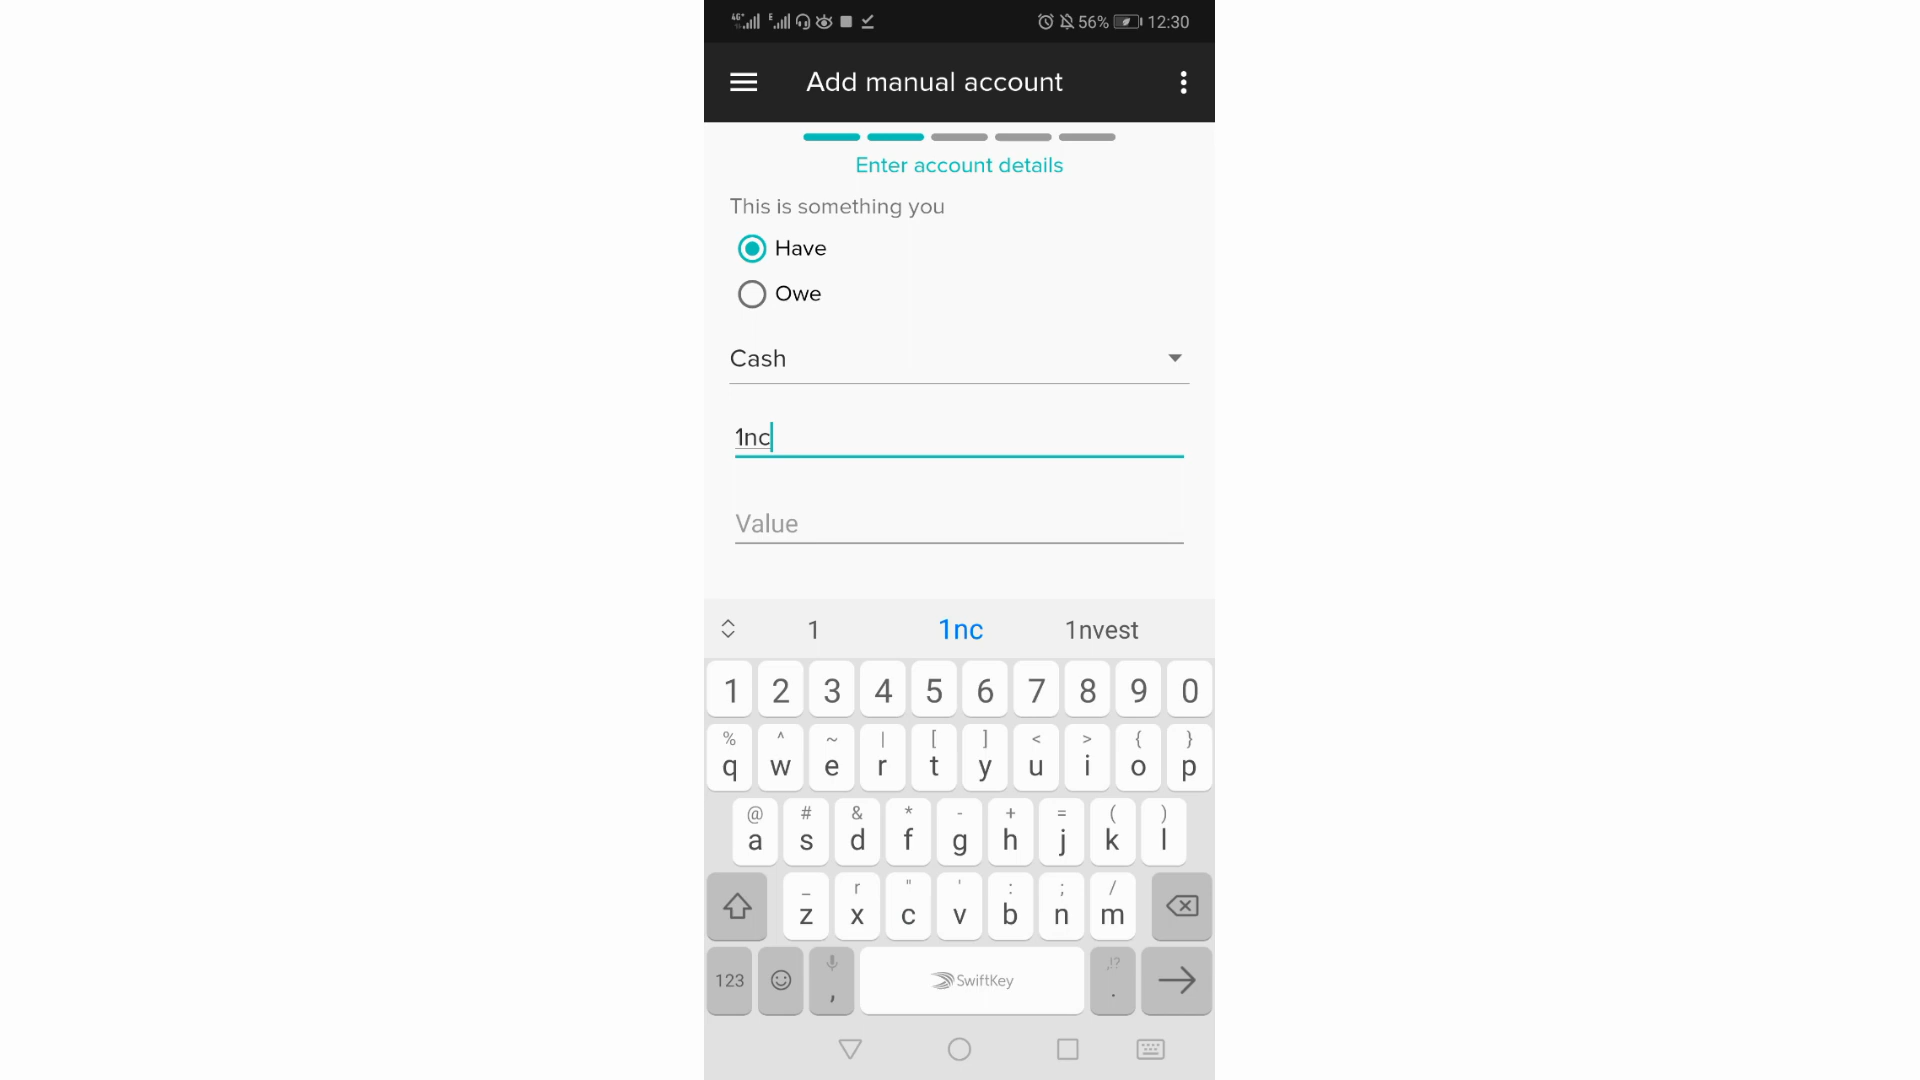 4G+ E 56% 12:30
Add manual account
Enter account details
This is something you
Have
Owe
Cash
1nc
Value
1 1nc 1nvest
1 2 3 4 5 6 7 8 9 0
% ^ ~ | [ ] < > { }
q w e r t y u i o p
@ # & * - + = ( )
a s d f g h j k l
_ r " ' : ; /
z x c v b n m
,!?
123 , SwiftKey .